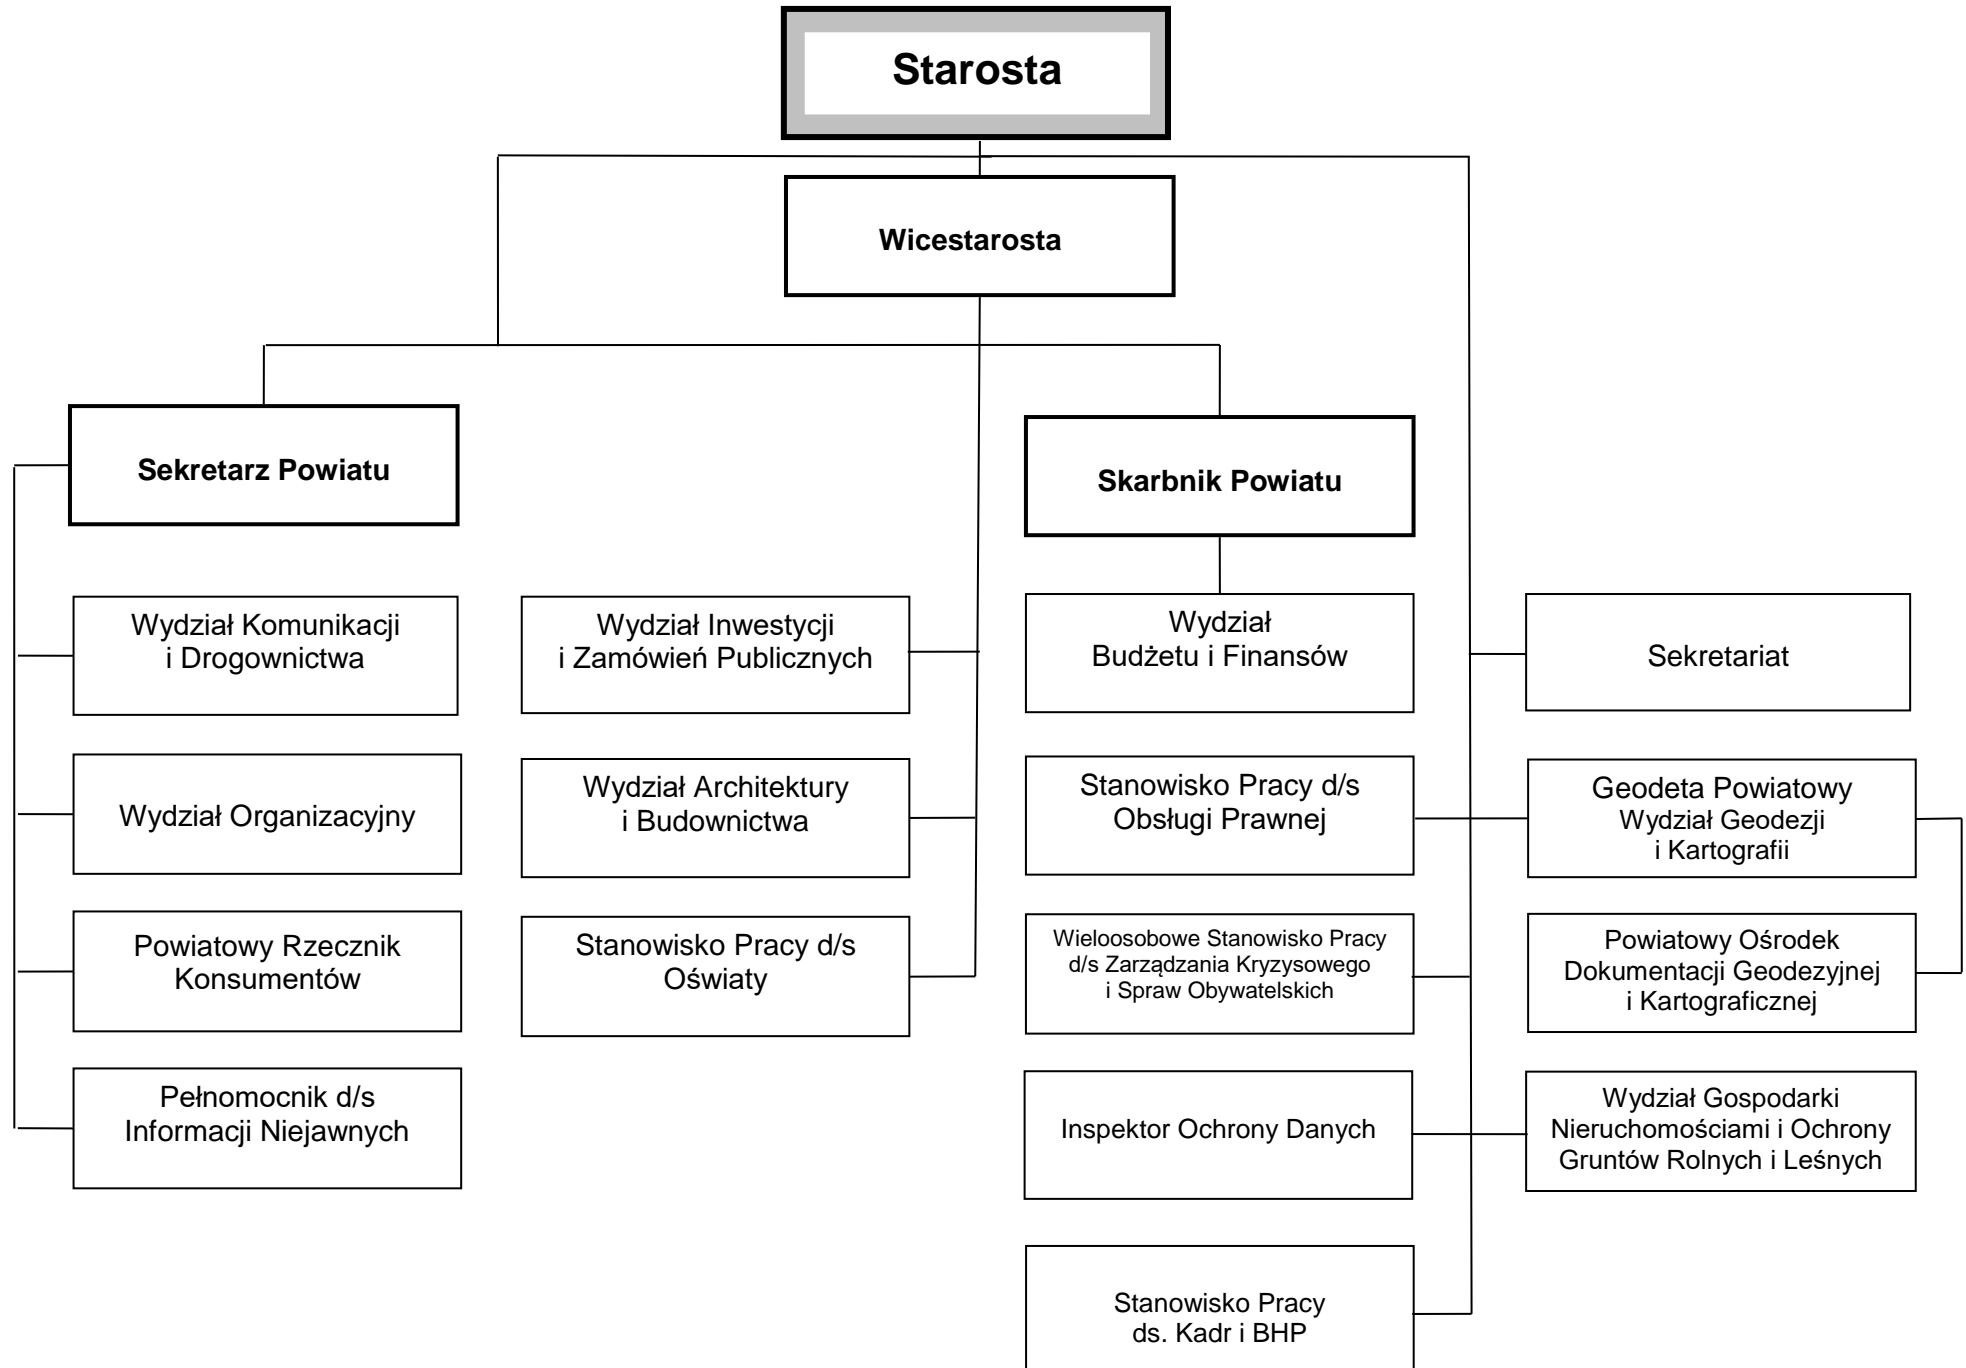 Starosta
Wicestarosta
Sekretarz Powiatu
Skarbnik Powiatu
Wydział Komunikacji
i Drogownictwa
Wydział Inwestycji
i Zamówień Publicznych
Wydział
Budżetu i Finansów
Sekretariat
Wydział Organizacyjny
Wydział Architektury
i Budownictwa
Stanowisko Pracy d/s
Obsługi Prawnej
Geodeta Powiatowy
Wydział Geodezji
i Kartografii
Powiatowy Rzecznik
Konsumentów
Stanowisko Pracy d/s
Oświaty
Wieloosobowe Stanowisko Pracy
d/s Zarządzania Kryzysowego
i Spraw Obywatelskich
Powiatowy Ośrodek
Dokumentacji Geodezyjnej
i Kartograficznej
Pełnomocnik d/s
Informacji Niejawnych
Inspektor Ochrony Danych
Wydział Gospodarki
Nieruchomościami i Ochrony
Gruntów Rolnych i Leśnych
Stanowisko Pracy
ds. Kadr i BHP